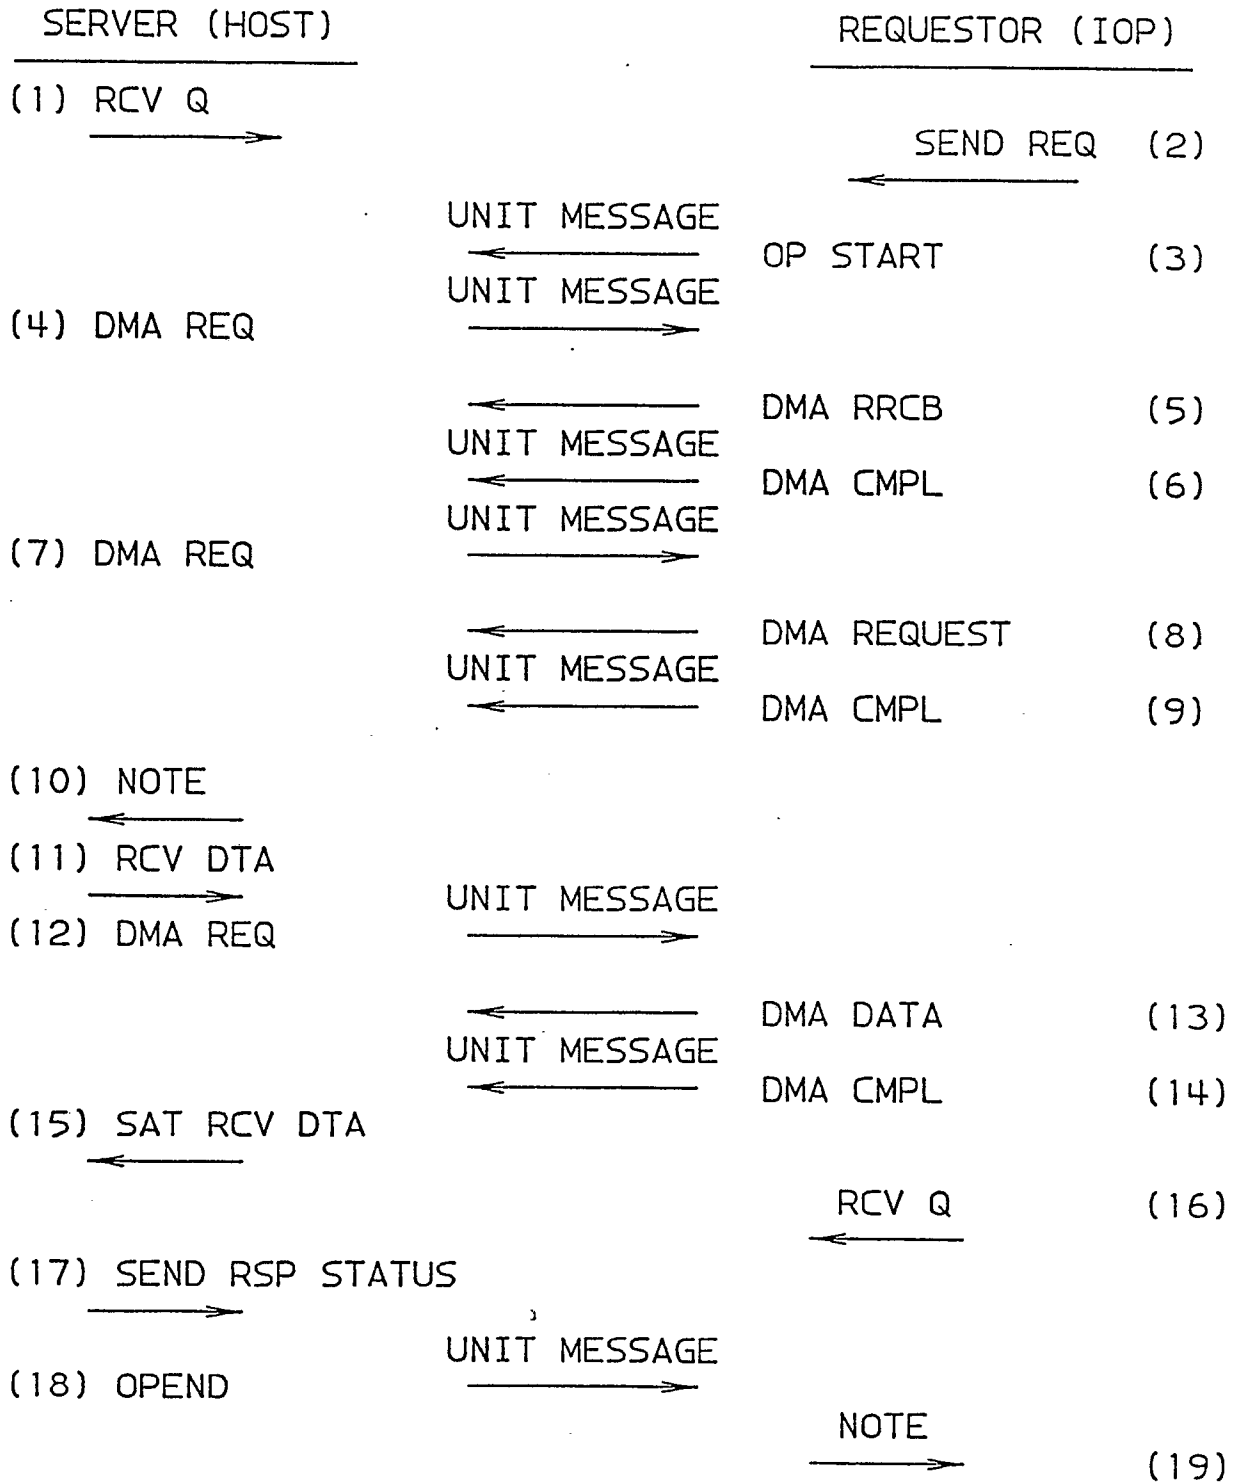 SERVER (HOST)
REQUESTOR (IOP)
(1) RCV Q
SEND REQ (2)
UNIT MESSAGE
OP START (3)
UNIT MESSAGE
(4) DMA REQ
DMA RRCB (5)
UNIT MESSAGE
DMA CMPL (6)
UNIT MESSAGE
(7) DMA REQ
DMA REQUEST (8)
UNIT MESSAGE
DMA CMPL (9)
(10) NOTE
(11) RCV DTA
UNIT MESSAGE
(12) DMA REQ
DMA DATA (13)
UNIT MESSAGE
DMA CMPL (14)
(15) SAT RCV DTA
RCV Q (16)
(17) SEND RSP STATUS
UNIT MESSAGE
(18) OPEND
NOTE
(19)